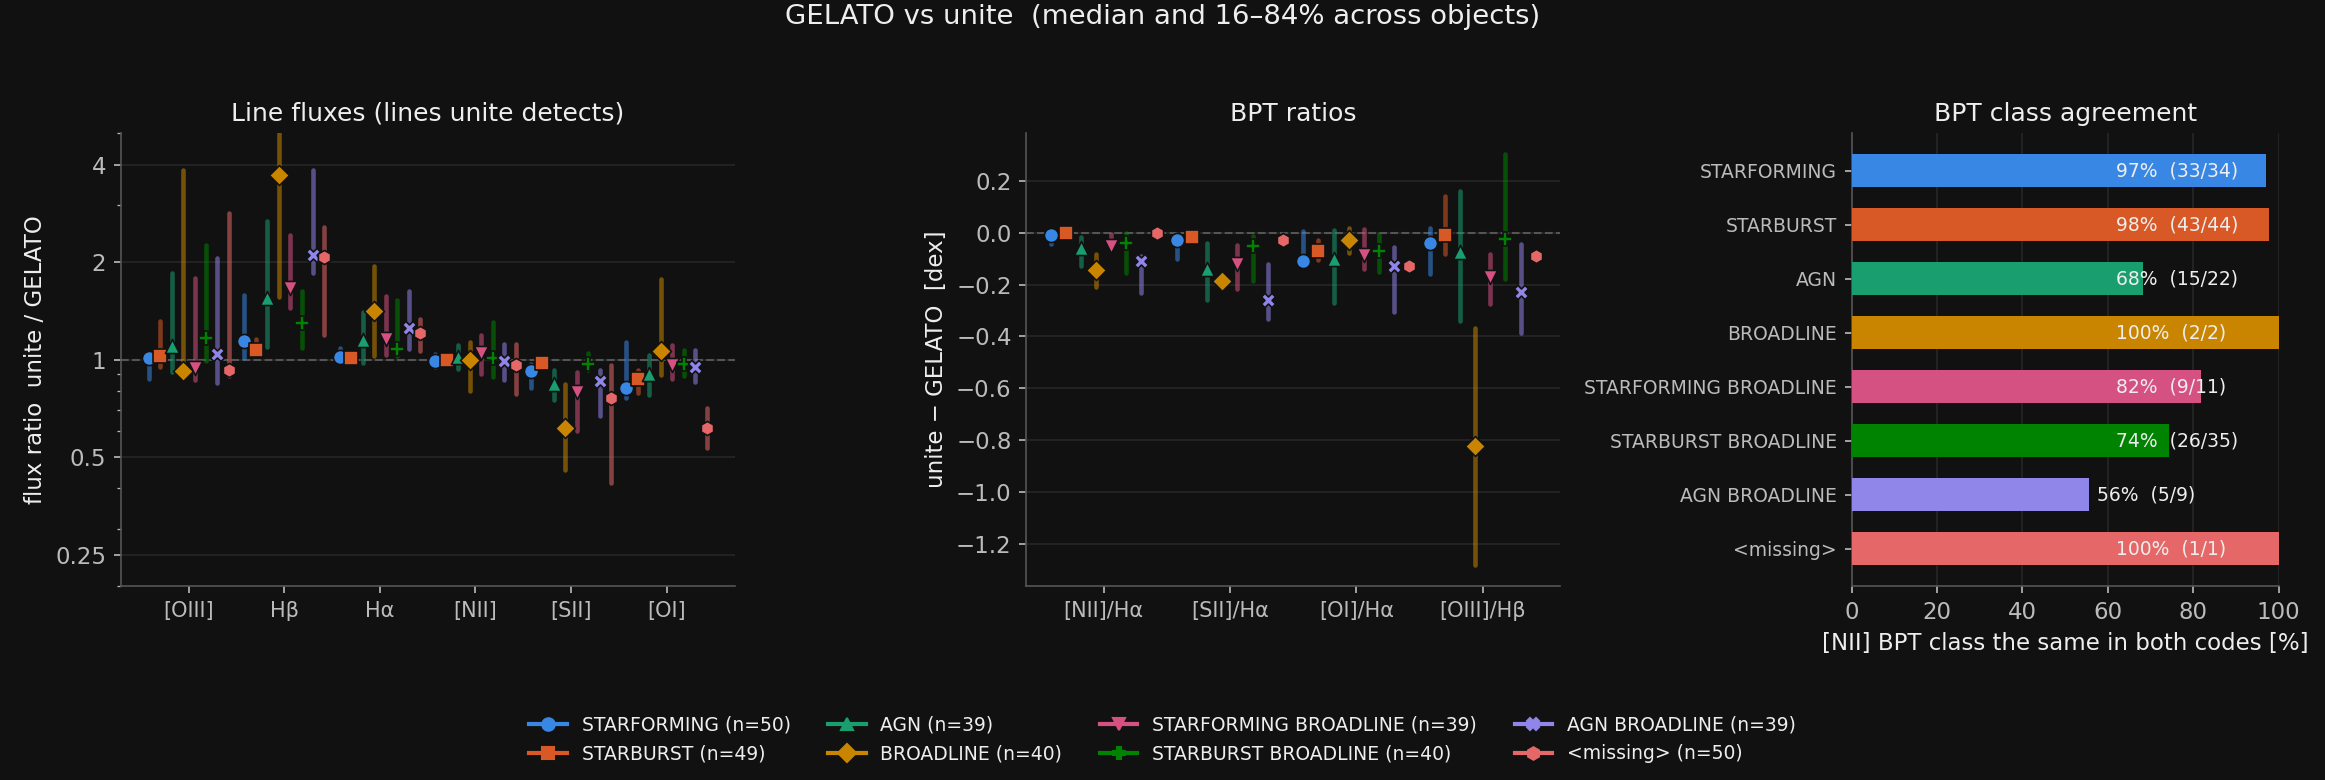 GELATO vs unite  (median and 16–84% across objects)
Line fluxes (lines unite detects)
flux ratio  unite / GELATO
4
2
1
0.5
0.25
[OIII]
Hβ
Hα
[NII]
[SII]
[OI]
BPT ratios
unite − GELATO  [dex]
0.2
0.0
−0.2
−0.4
−0.6
−0.8
−1.0
−1.2
[NII]/Hα
[SII]/Hα
[OI]/Hα
[OIII]/Hβ
BPT class agreement
STARFORMING 97%  (33/34)
STARBURST 98%  (43/44)
AGN 68%  (15/22)
BROADLINE 100%  (2/2)
STARFORMING BROADLINE 82%  (9/11)
STARBURST BROADLINE 74%  (26/35)
AGN BROADLINE 56%  (5/9)
<missing> 100%  (1/1)
0
20
40
60
80
100
[NII] BPT class the same in both codes [%]
STARFORMING (n=50)
STARBURST (n=49)
AGN (n=39)
BROADLINE (n=40)
STARFORMING BROADLINE (n=39)
STARBURST BROADLINE (n=40)
AGN BROADLINE (n=39)
<missing> (n=50)